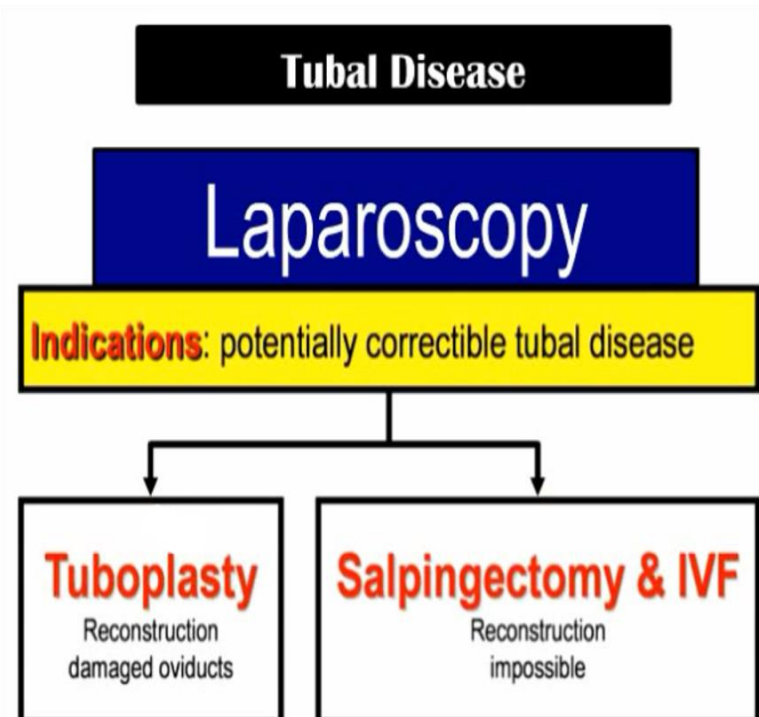 Tubal Disease
Laparoscopy
Indications: potentially correctible tubal disease
Tuboplasty
Reconstruction
damaged oviducts
Salpingectomy & IVF
Reconstruction
impossible